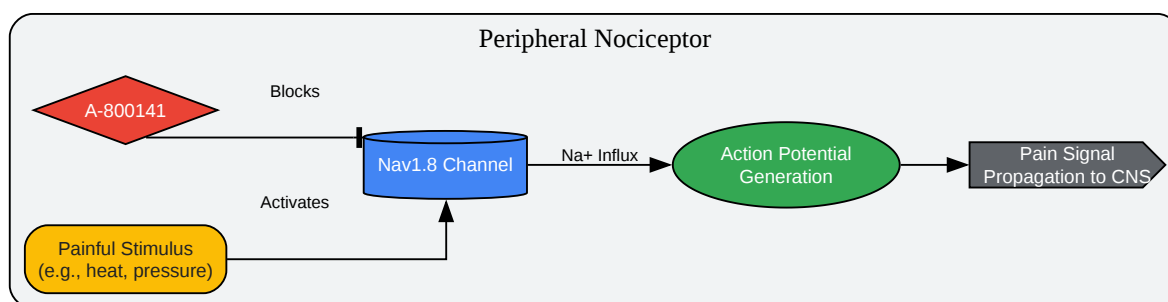 Peripheral Nociceptor
A-800141
Blocks
Nav1.8 Channel
Na+ Influx
Action Potential
Generation
Pain Signal
Propagation to CNS
Activates
Painful Stimulus
(e.g., heat, pressure)